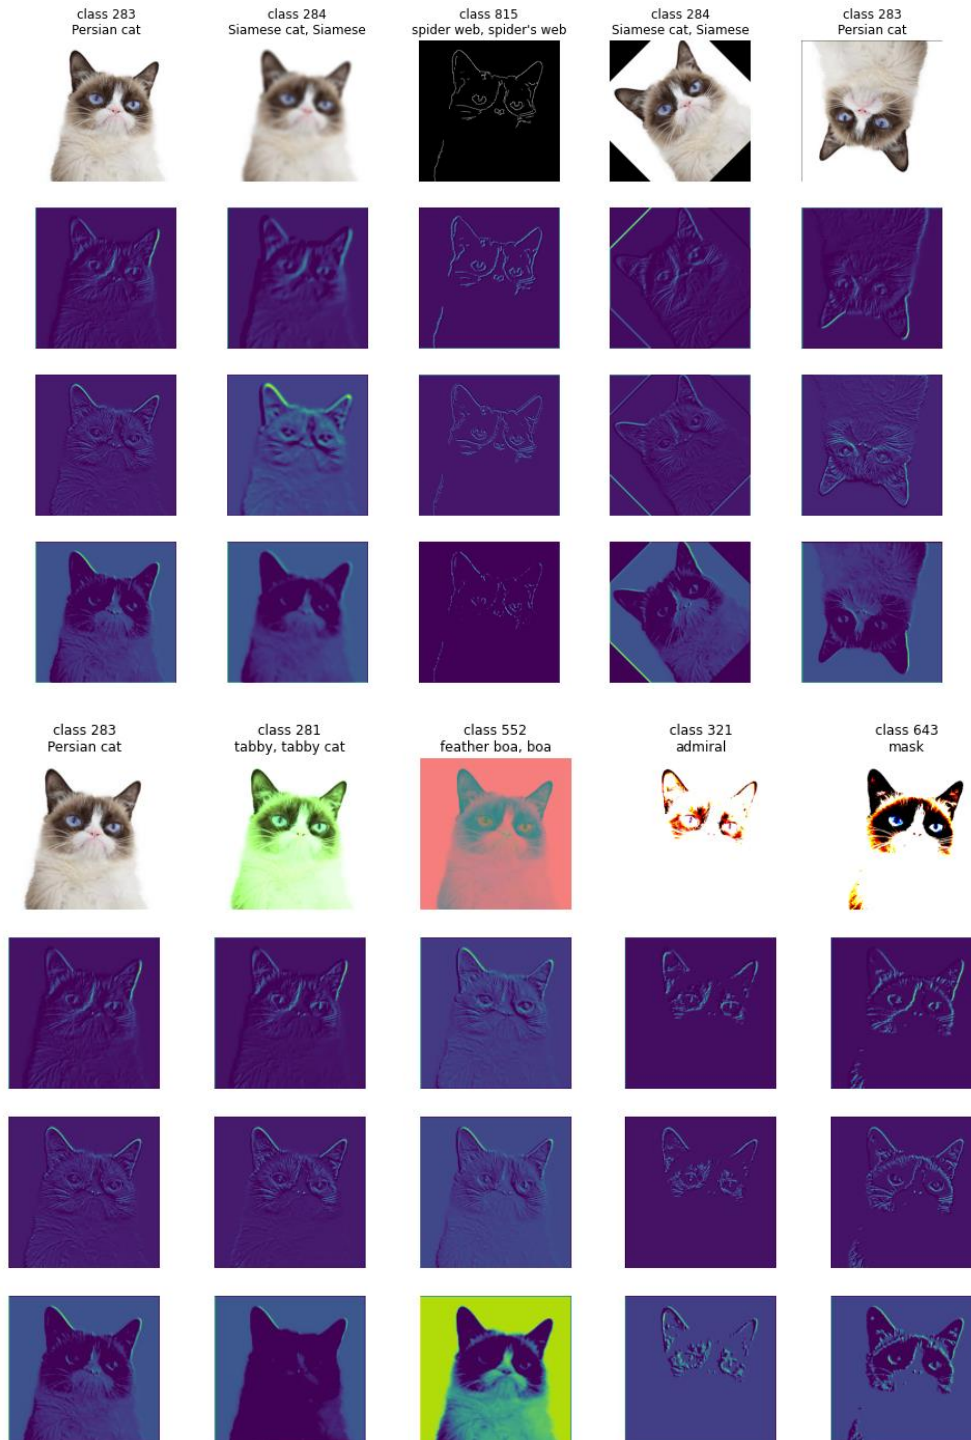 class 283
Persian cat
class 284
Siamese cat, Siamese
class 815
spider web, spider's web
class 284
Siamese cat, Siamese
class 283
Persian cat
class 283
Persian cat
class 281
tabby, tabby cat
class 552
feather boa, boa
class 321
admiral
class 643
mask